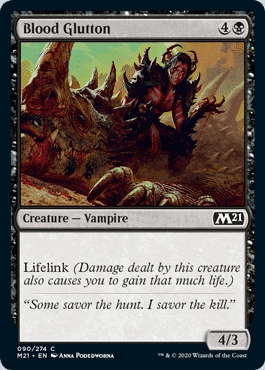 Blood Glutton 4
Creature — Vampire M21
Lifelink (Damage dealt by this creature
also causes you to gain that much life.)
“Some savor the hunt. I savor the kill.”
4/3
090/274 C
M21 • EN Anna Podedworna ™ & © 2020 Wizards of the Coast